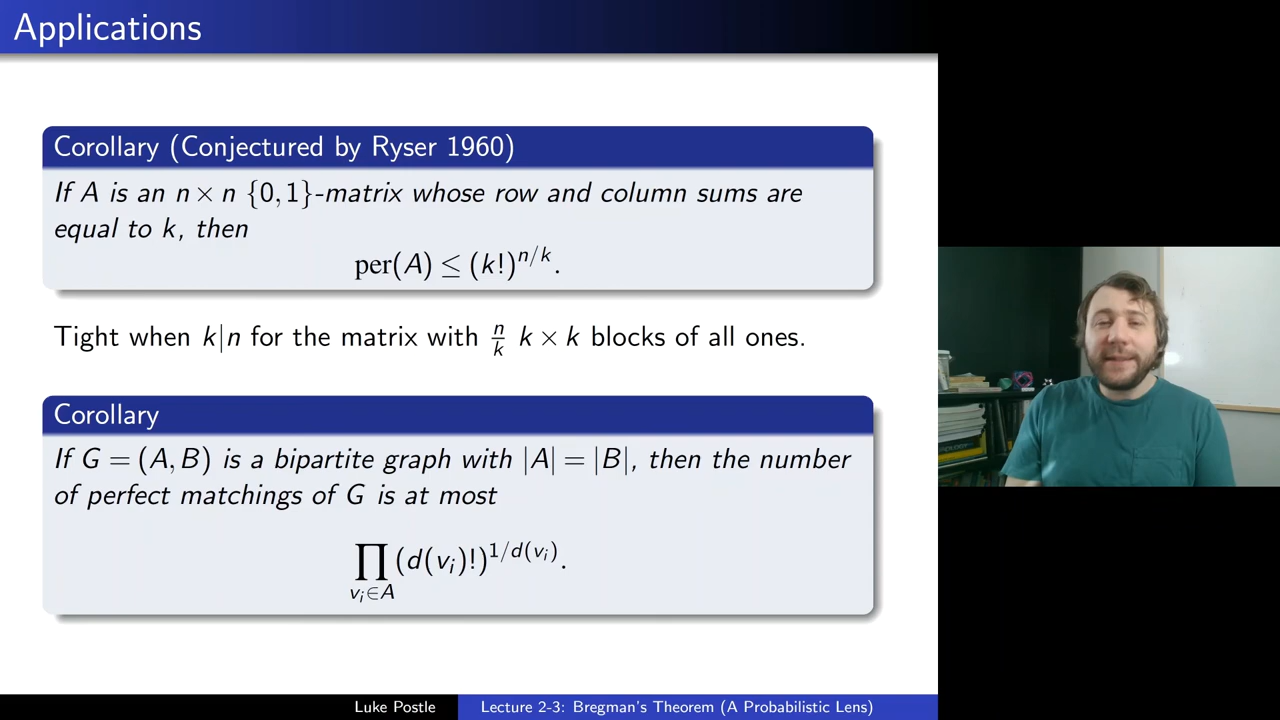 Applications
Corollary (Conjectured by Ryser 1960)
If A is an n × n {0, 1}-matrix whose row and column sums are
equal to k, then
per(A) ≤ (k!)^{n/k}.
Tight when k|n for the matrix with \frac{n}{k} k × k blocks of all ones.
Corollary
If G = (A, B) is a bipartite graph with |A| = |B|, then the number
of perfect matchings of G is at most
\prod_{v_i∈A} (d(v_i)!)^{1/d(v_i)}.
Luke Postle
Lecture 2-3: Bregman's Theorem (A Probabilistic Lens)